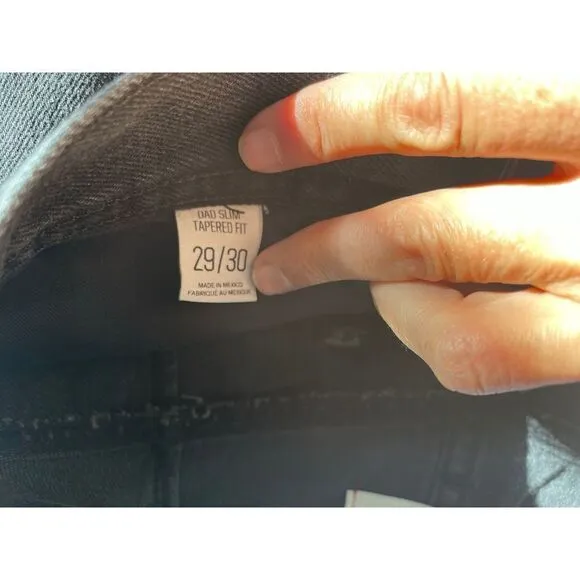 DAD SLIM
TAPERED FIT
29/30
MADE IN MEXICO
FABRIQUÉ AU MEXIQUE